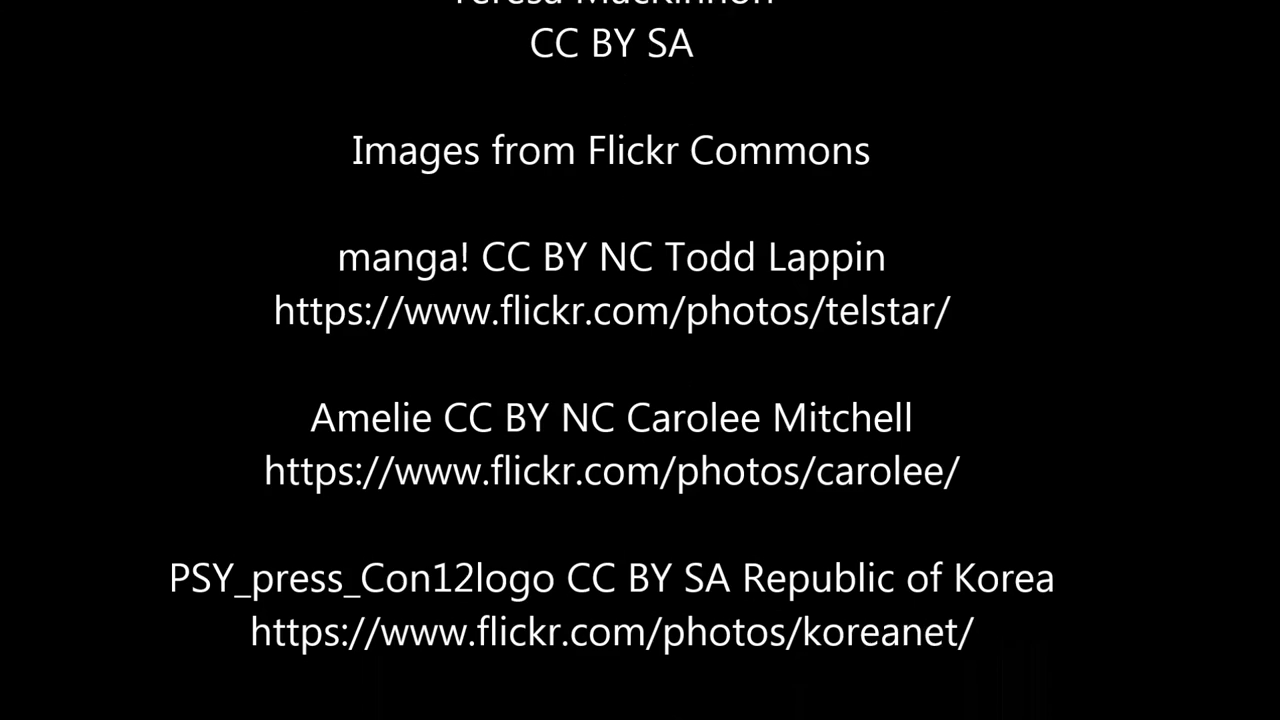 Teresa MacKinnon
CC BY SA
Images from Flickr Commons
manga! CC BY NC Todd Lappin
https://www.flickr.com/photos/telstar/
Amelie CC BY NC Carolee Mitchell
https://www.flickr.com/photos/carolee/
PSY_press_Con12logo CC BY SA Republic of Korea
https://www.flickr.com/photos/koreanet/